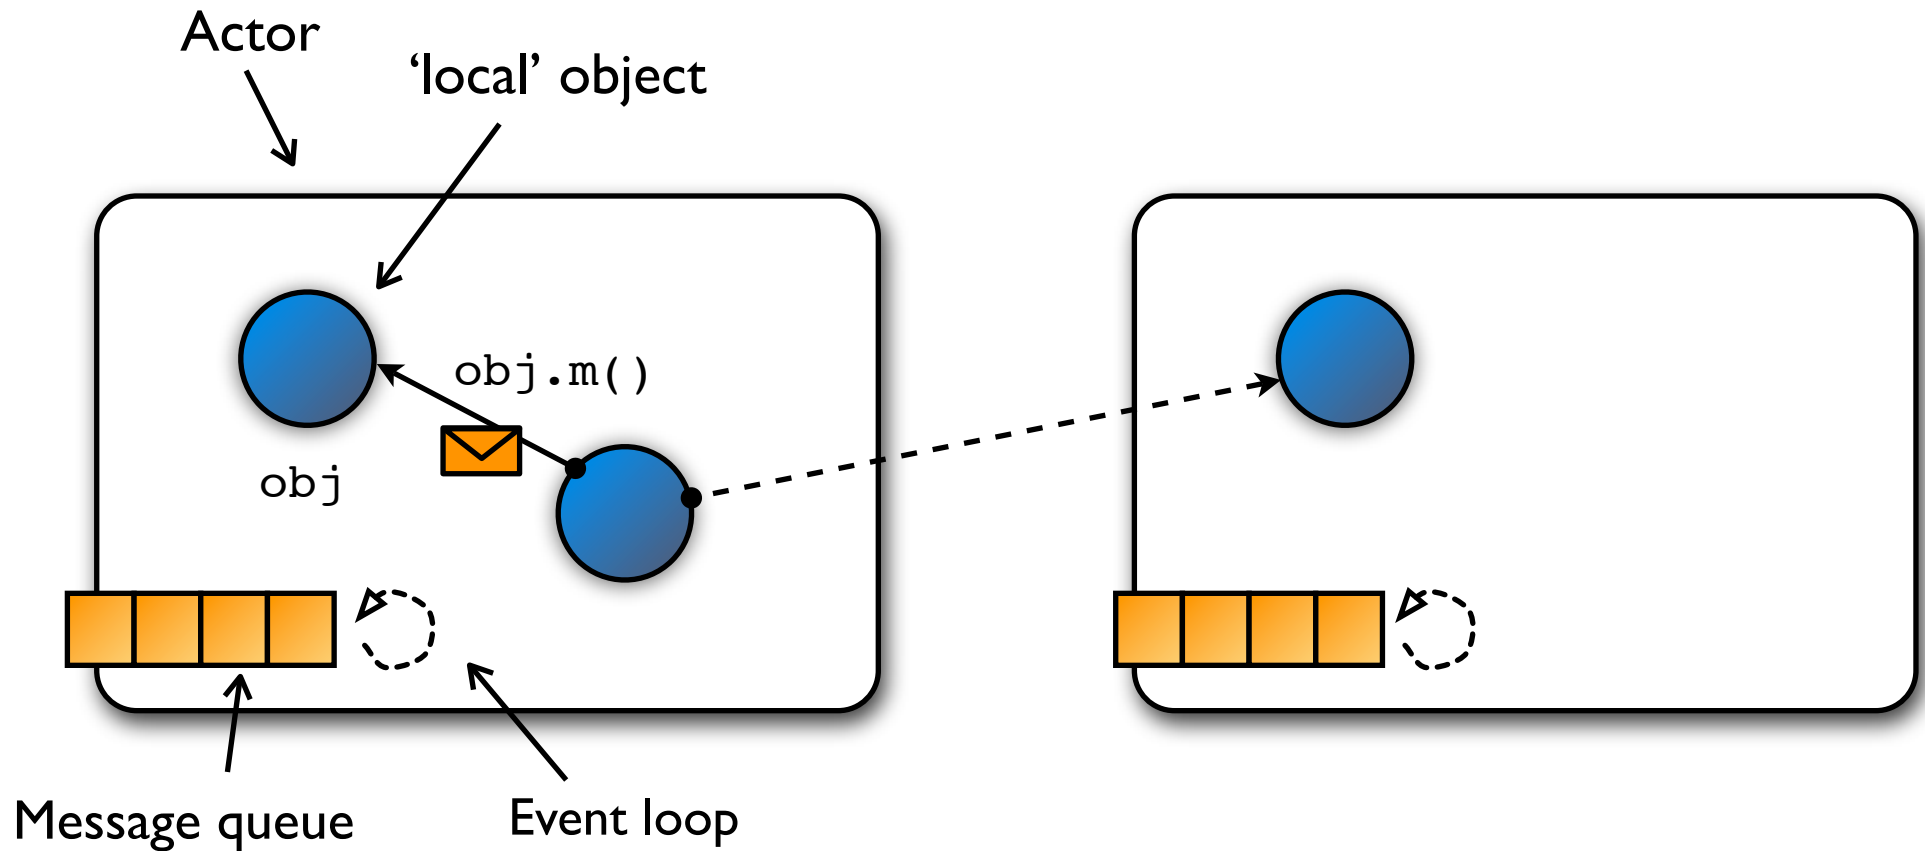 Actor
‘local’ object
obj.m()
obj
Message queue
Event loop